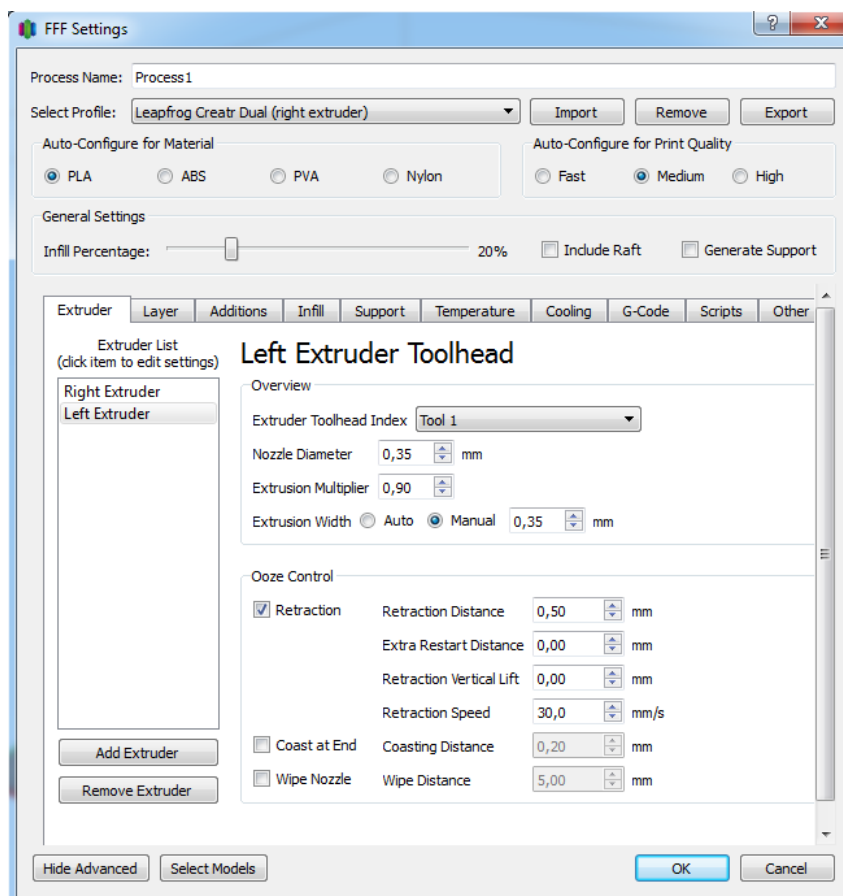 FFF Settings
Process Name: Process1
Select Profile: Leapfrog Creatr Dual (right extruder) Import Remove Export
Auto-Configure for Material Auto-Configure for Print Quality
PLA ABS PVA Nylon Fast Medium High
General Settings
Infill Percentage: 20% Include Raft Generate Support
Extruder Layer Additions Infill Support Temperature Cooling G-Code Scripts Other
Extruder List
(click item to edit settings)
Right Extruder
Left Extruder
Add Extruder
Remove Extruder
Left Extruder Toolhead
Overview
Extruder Toolhead Index Tool 1
Nozzle Diameter 0,35 mm
Extrusion Multiplier 0,90
Extrusion Width Auto Manual 0,35 mm
Ooze Control
Retraction Retraction Distance 0,50 mm
Extra Restart Distance 0,00 mm
Retraction Vertical Lift 0,00 mm
Retraction Speed 30,0 mm/s
Coast at End Coasting Distance 0,20 mm
Wipe Nozzle Wipe Distance 5,00 mm
Hide Advanced Select Models OK Cancel